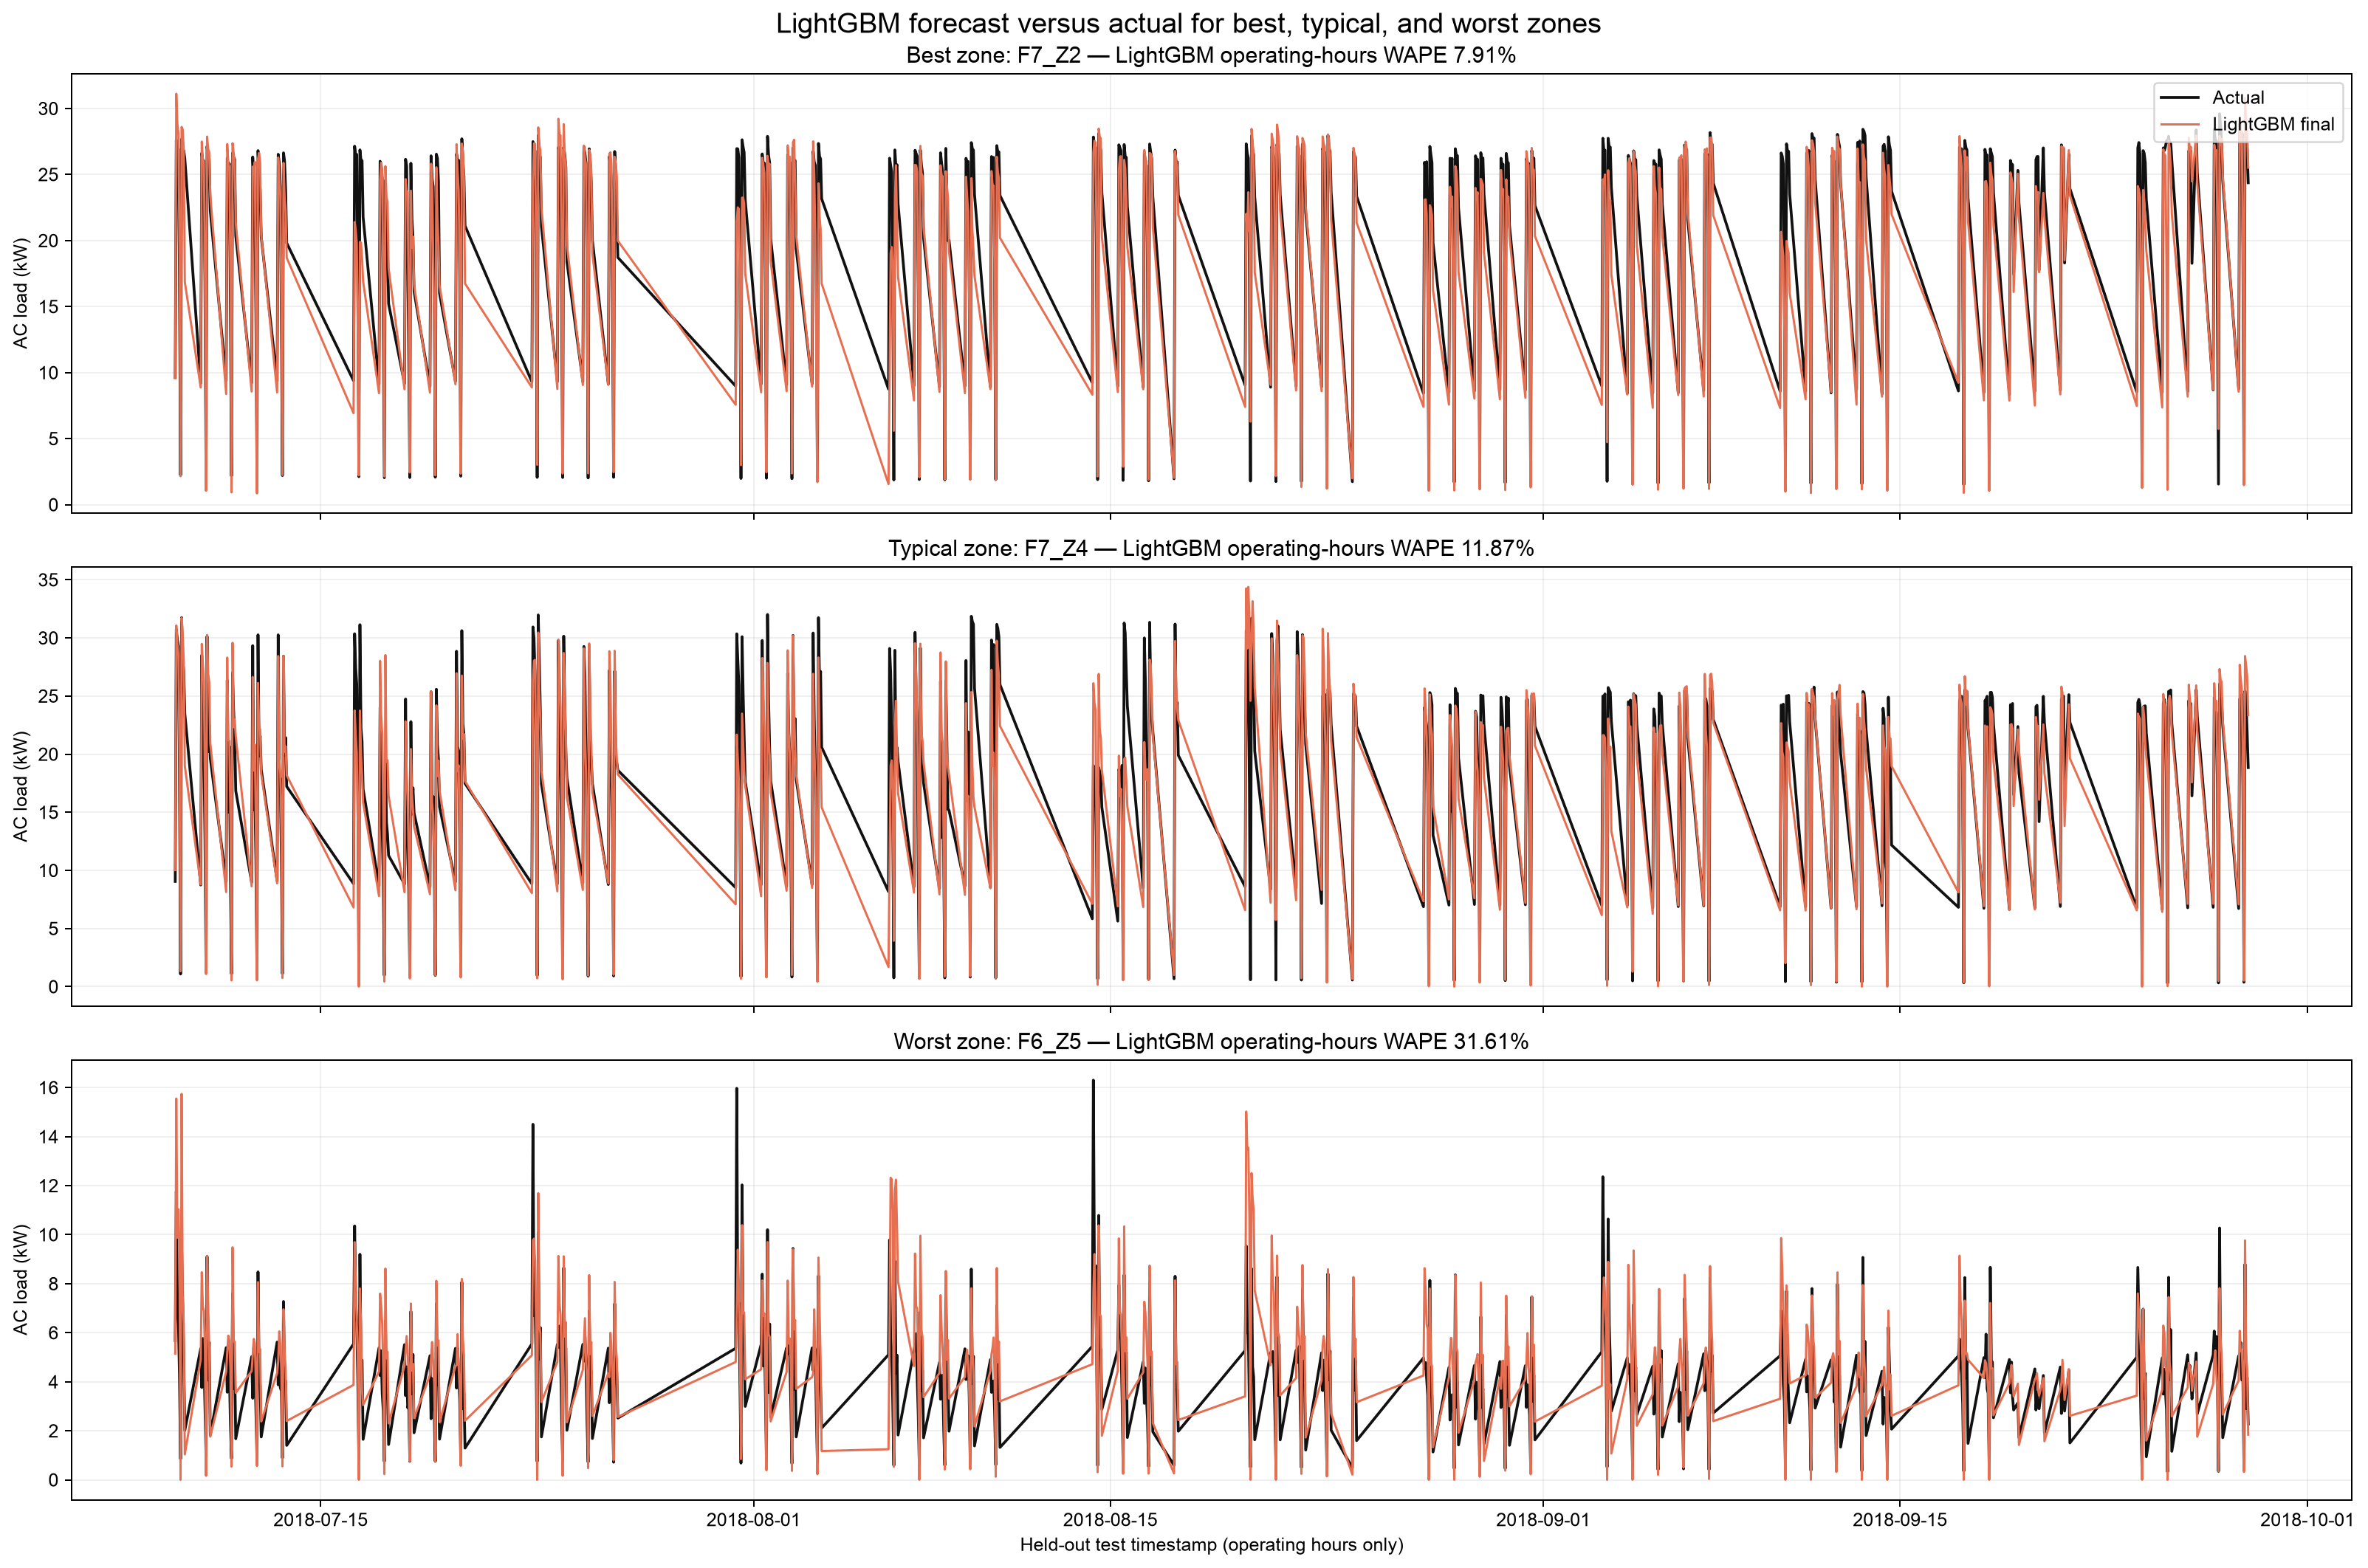 LightGBM forecast versus actual for best, typical, and worst zones
Best zone: F7_Z2 — LightGBM operating-hours WAPE 7.91%
Actual
LightGBM final
AC load (kW)
30
25
20
15
10
5
0
Typical zone: F7_Z4 — LightGBM operating-hours WAPE 11.87%
AC load (kW)
35
30
25
20
15
10
5
0
Worst zone: F6_Z5 — LightGBM operating-hours WAPE 31.61%
AC load (kW)
16
14
12
10
8
6
4
2
0
2018-07-15 2018-08-01 2018-08-15 2018-09-01 2018-09-15 2018-10-01
Held-out test timestamp (operating hours only)